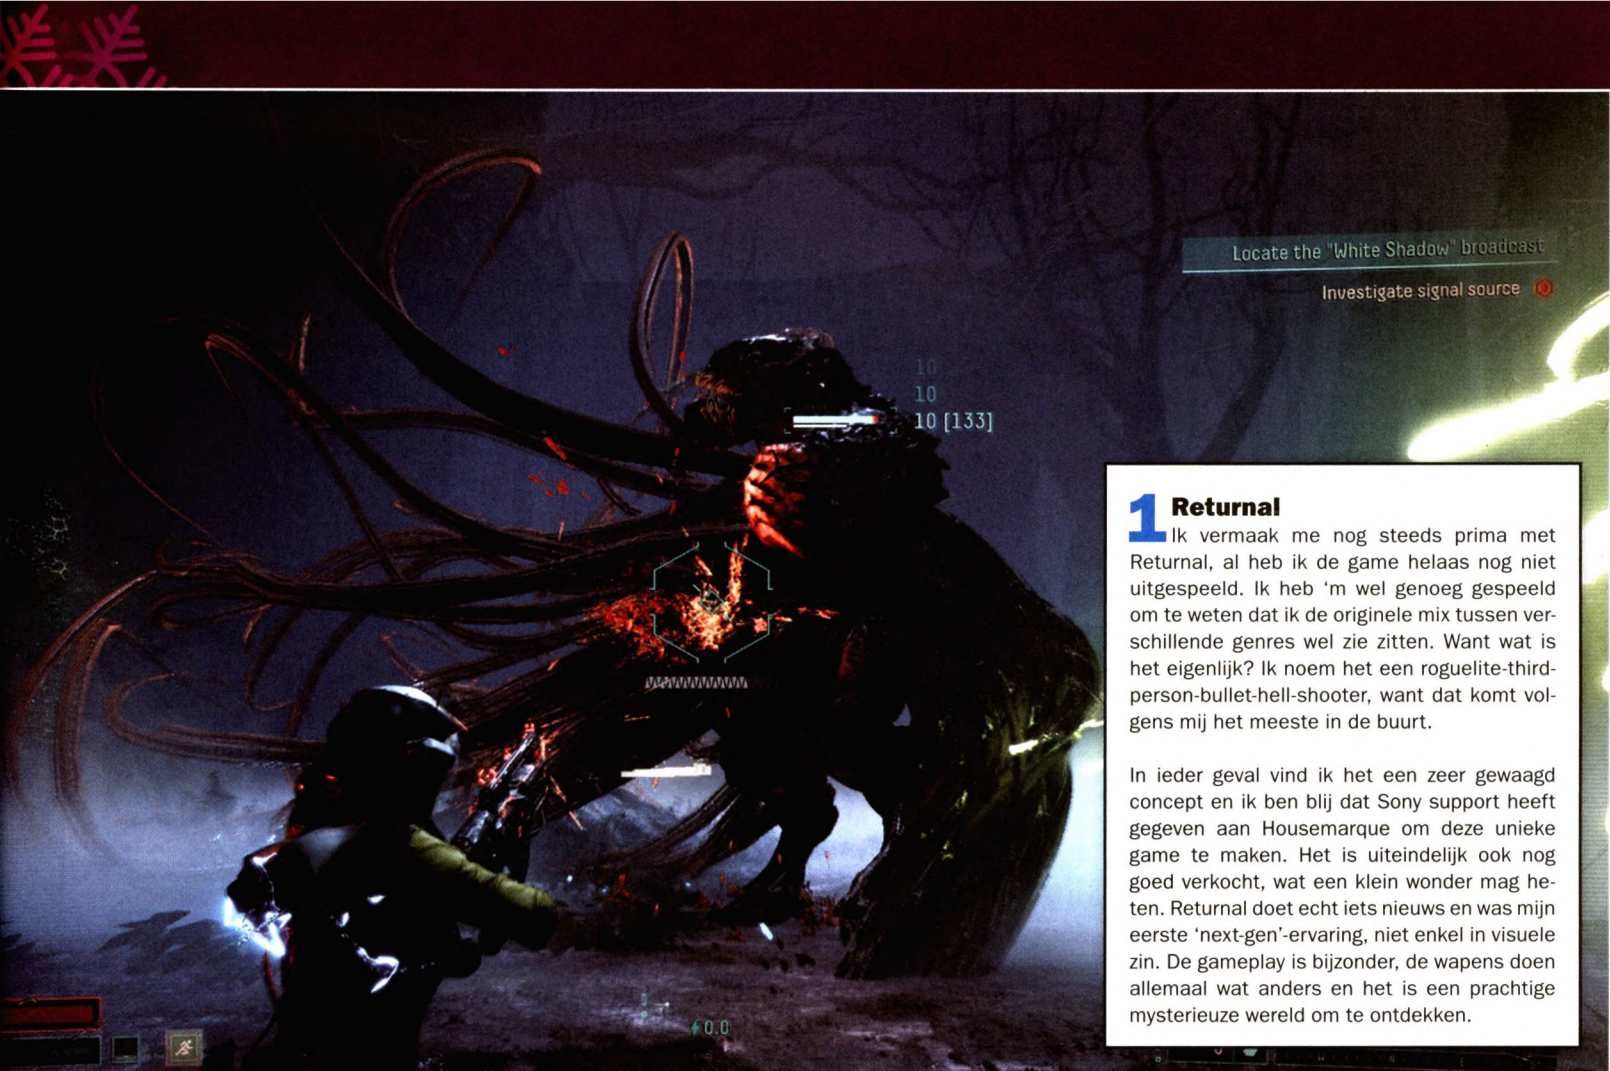 Locate the "White Shadow" broadcast
Investigate signal source
10
10
10 [133]
1 Returnal
Ik vermaak me nog steeds prima met
Returnal, al heb ik de game helaas nog niet
uitgespeeld. Ik heb ‘m wel genoeg gespeeld
om te weten dat ik de originele mix tussen ver-
schillende genres wel zie zitten. Want wat is
het eigenlijk? Ik noem het een roguelite-third-
person-bullet-hell-shooter, want dat komt vol-
gens mij het meeste in de buurt.
In ieder geval vind ik het een zeer gewaagd
concept en ik ben blij dat Sony support heeft
gegeven aan Housemarque om deze unieke
game te maken. Het is uiteindelijk ook nog
goed verkocht, wat een klein wonder mag he-
ten. Returnal doet echt iets nieuws en was mijn
eerste ‘next-gen’-ervaring, niet enkel in visuele
zin. De gameplay is bijzonder, de wapens doen
allemaal wat anders en het is een prachtige
mysterieuze wereld om te ontdekken.
0.0